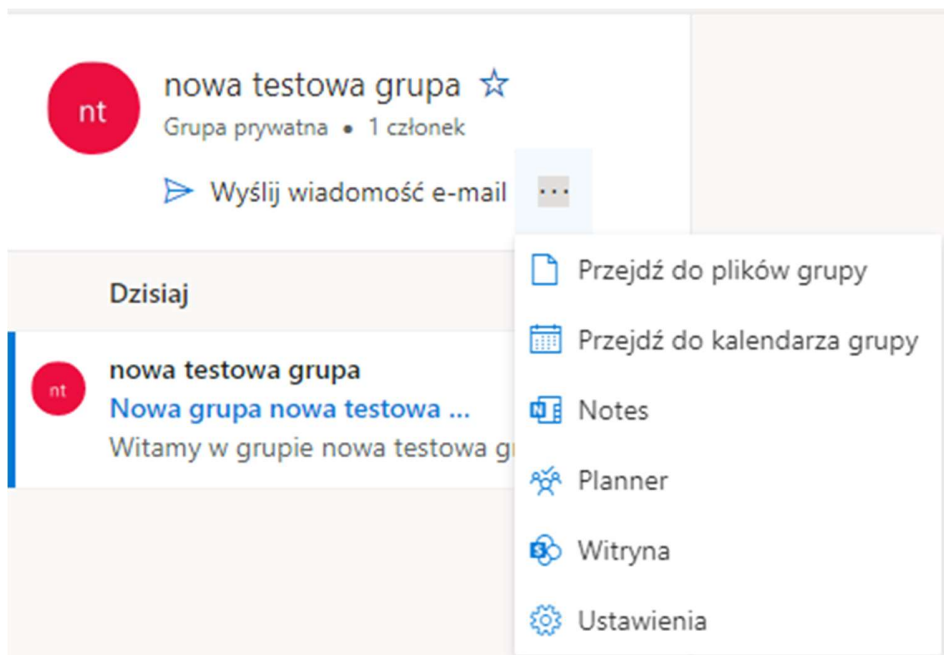 nt
nowa testowa grupa
Grupa prywatna • 1 członek
Wyślij wiadomość e-mail ...
Przejdź do plików grupy
Przejdź do kalendarza grupy
Notes
Planner
Witryna
Ustawienia
Dzisiaj
nt
nowa testowa grupa
Nowa grupa nowa testowa ...
Witamy w grupie nowa testowa